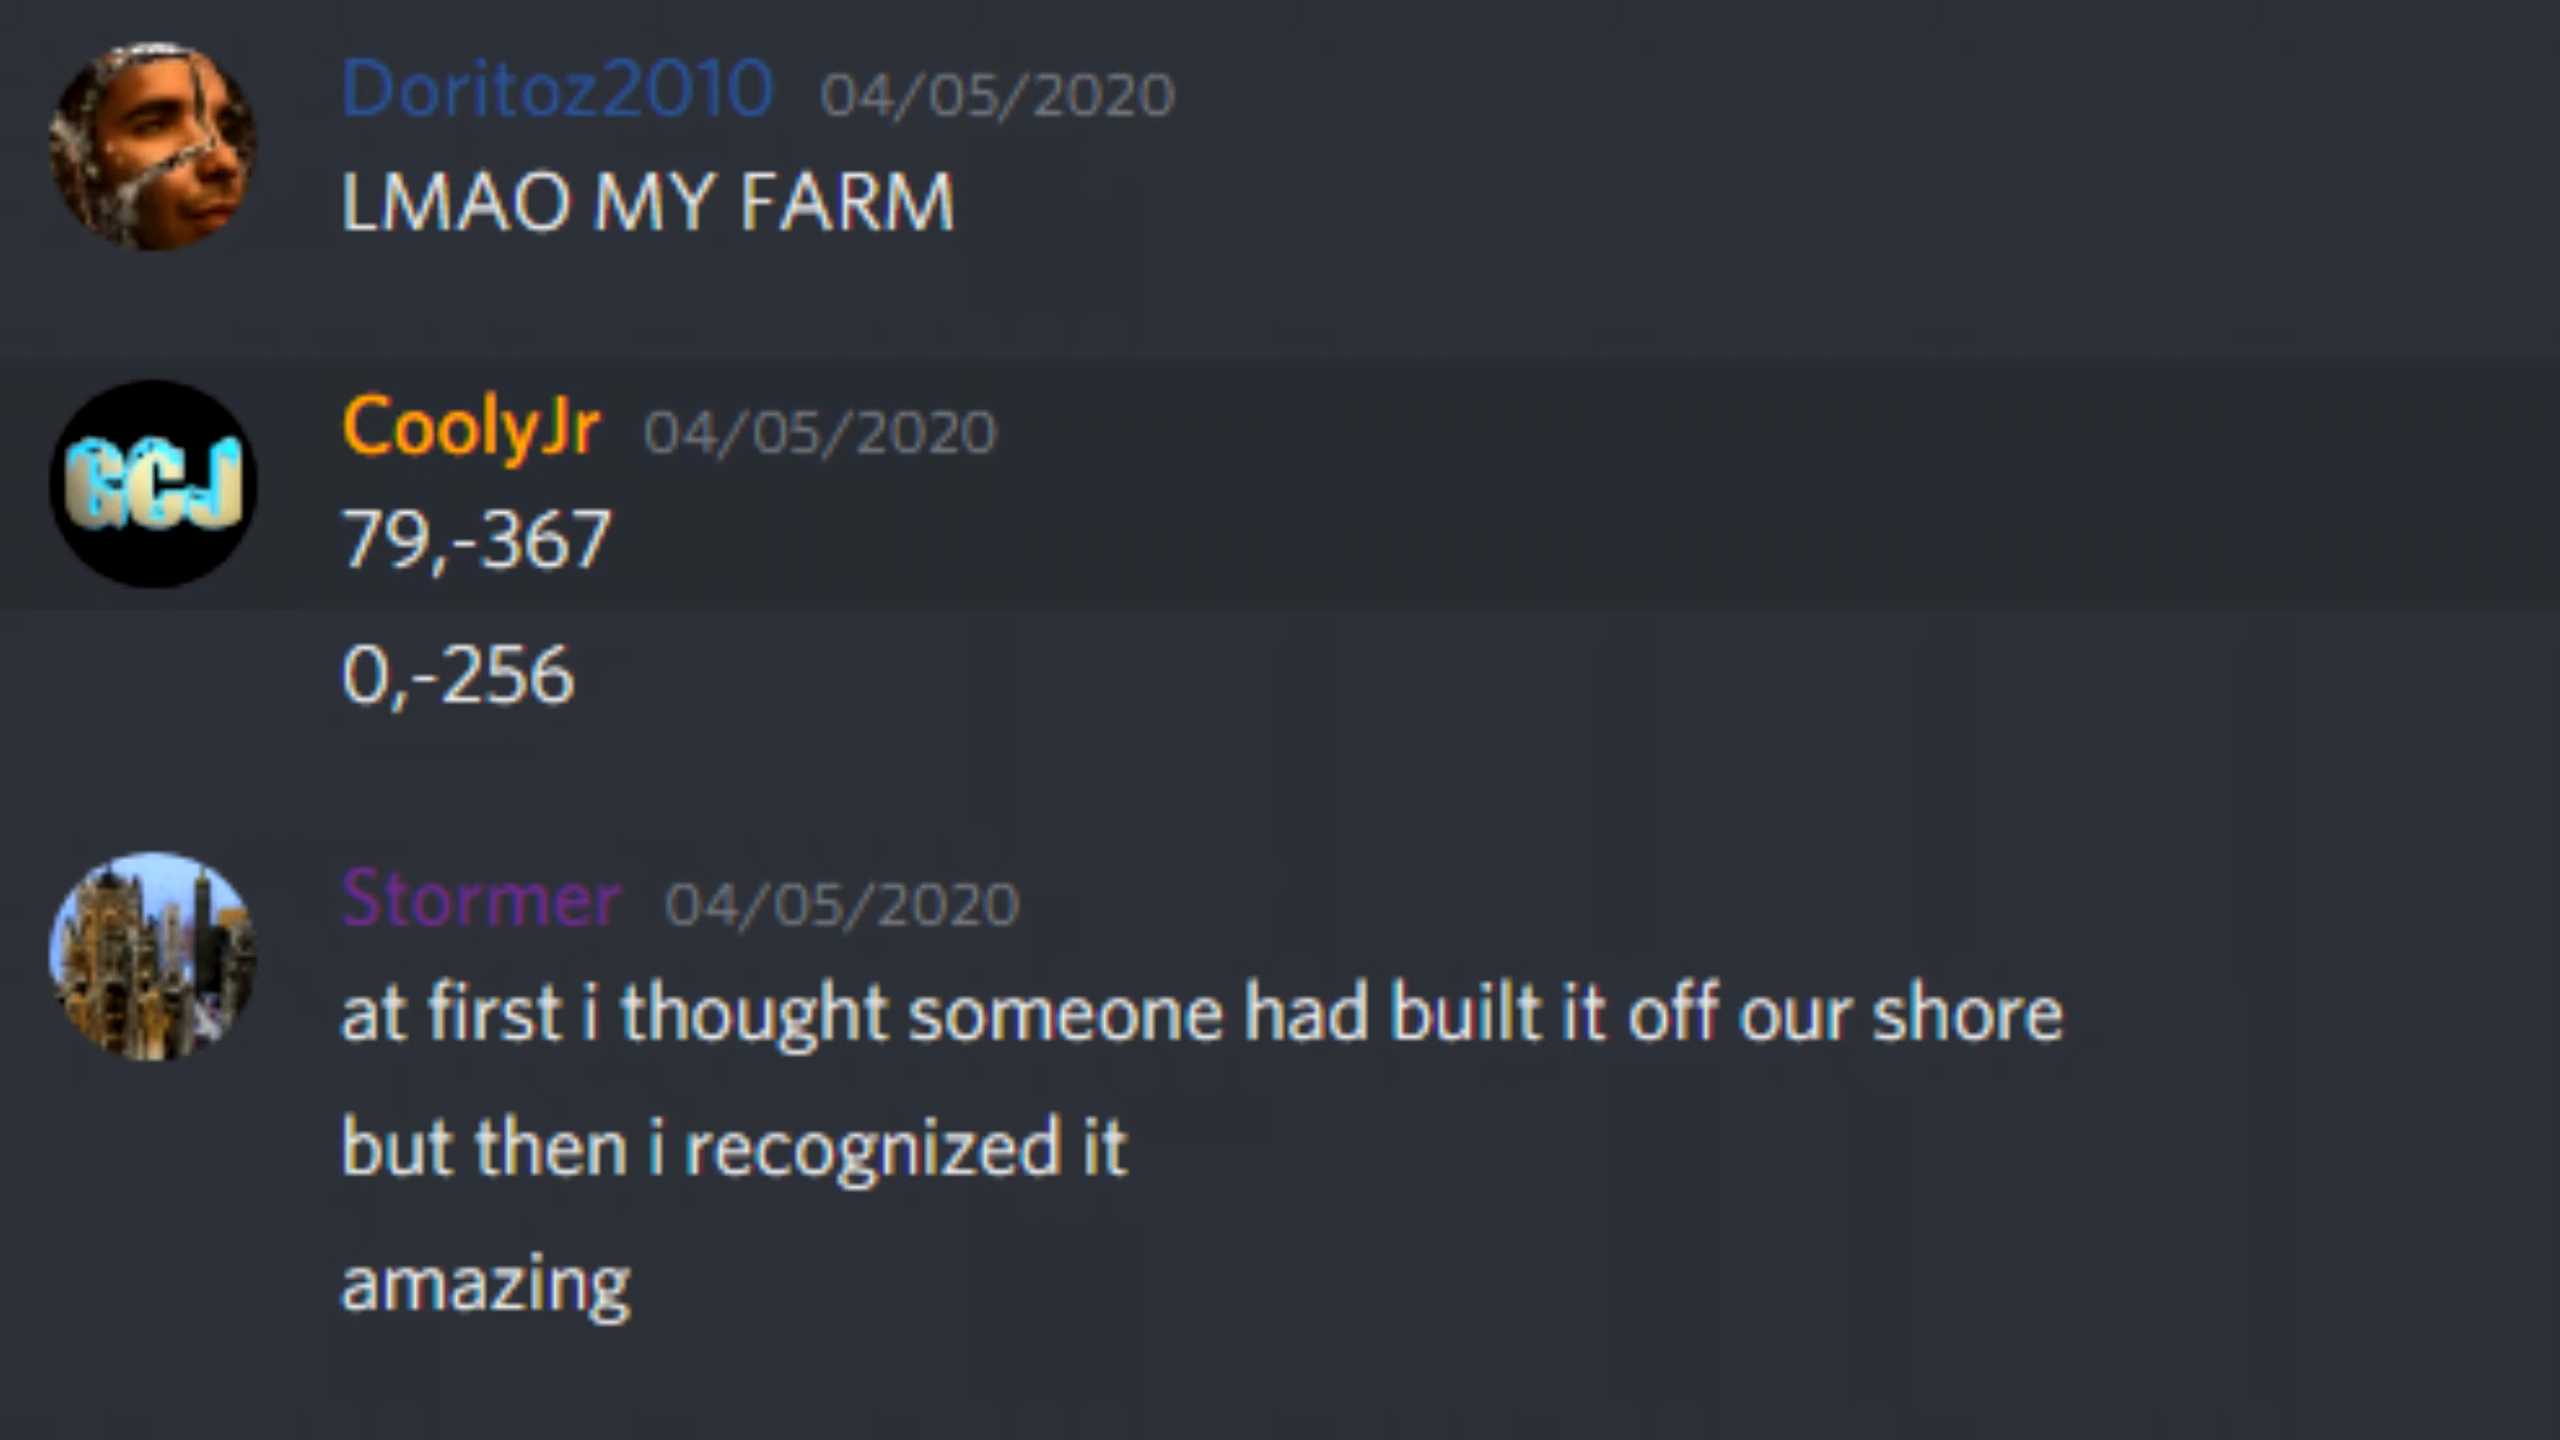 Doritoz2010 04/05/2020
LMAO MY FARM
CoolyJr 04/05/2020
GCJ
79,-367
0,-256
Stormer 04/05/2020
at first i thought someone had built it off our shore
but then i recognized it
amazing